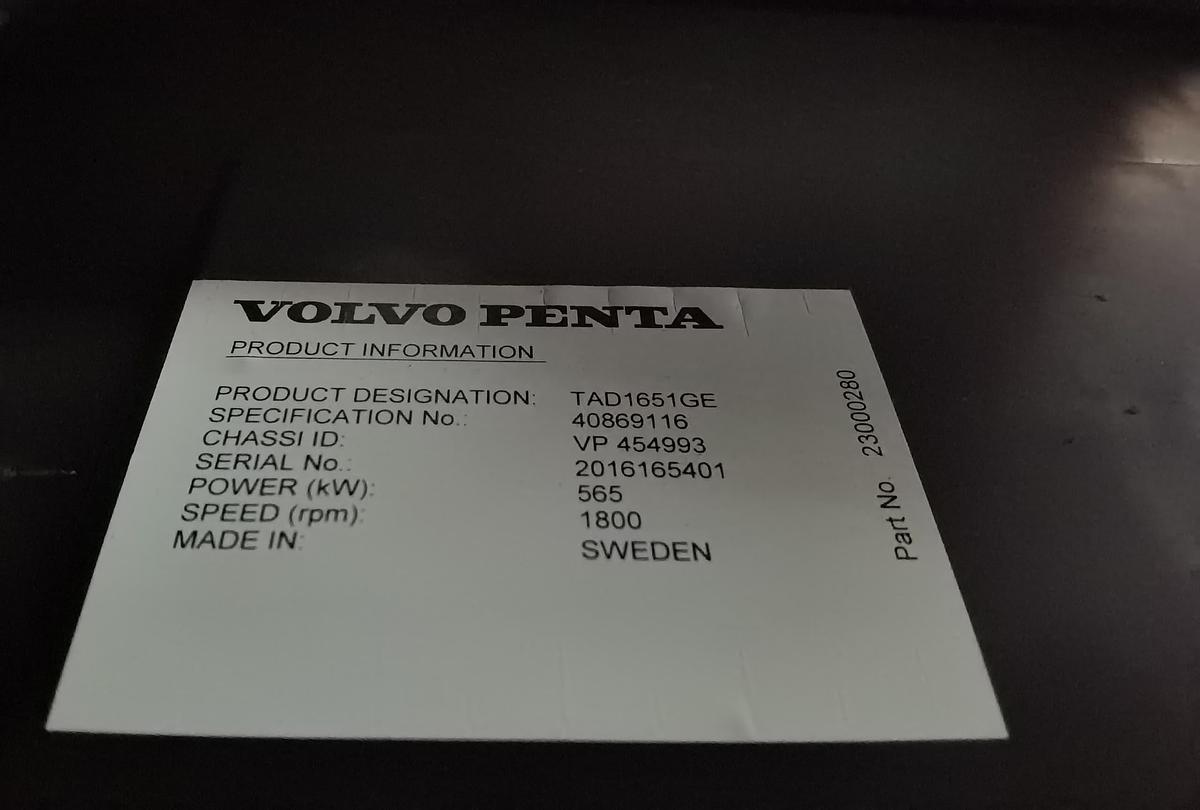 VOLVO PENTA
PRODUCT INFORMATION
PRODUCT DESIGNATION: TAD1651GE
SPECIFICATION No.: 40869116
CHASSI ID: VP 454993
SERIAL No.: 2016165401
POWER (kW): 565
SPEED (rpm): 1800
MADE IN: SWEDEN
Part No. 23000280